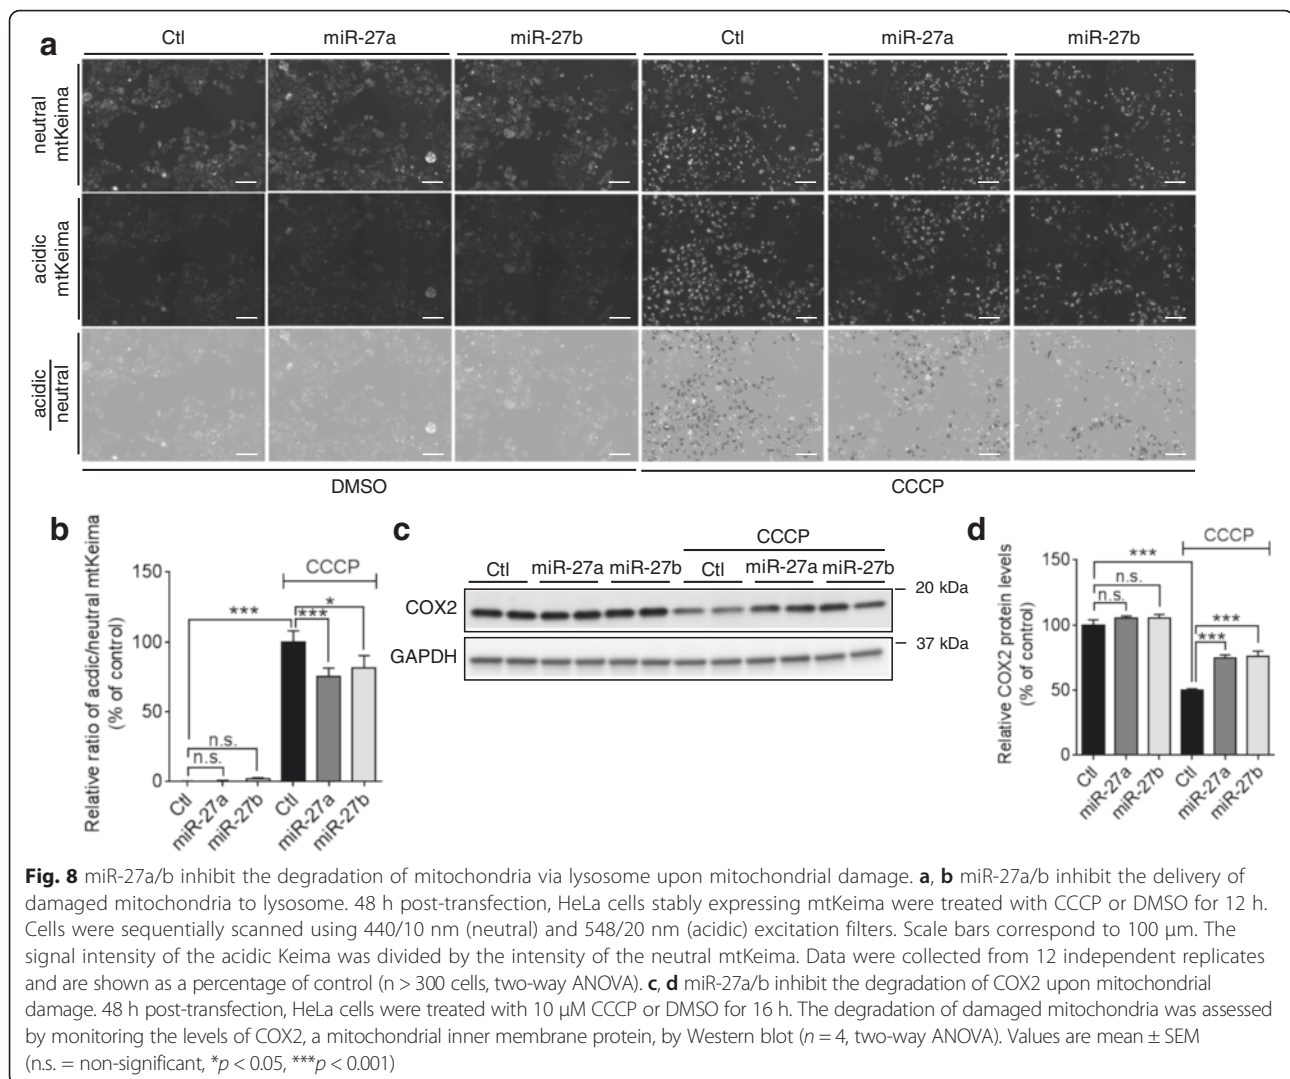 a
Ctl miR-27a miR-27b Ctl miR-27a miR-27b
neutral
mtKeima
acidic
mtKeima
acidic
neutral
DMSO CCCP
b
Relative ratio of acdic/neutral mtKeima
(% of control)
CCCP
150
100
50
0
***
***
*
n.s.
n.s.
Ctl miR-27a miR-27b Ctl miR-27a miR-27b
c
CCCP
Ctl miR-27a miR-27b Ctl miR-27a miR-27b
COX2
20 kDa
GAPDH
37 kDa
d
Relative COX2 protein levels
(% of control)
CCCP
150
100
50
0
***
n.s.
n.s.
***
***
Ctl miR-27a miR-27b Ctl miR-27a miR-27b
Fig. 8 miR-27a/b inhibit the degradation of mitochondria via lysosome upon mitochondrial damage. a, b miR-27a/b inhibit the delivery of
damaged mitochondria to lysosome. 48 h post-transfection, HeLa cells stably expressing mtKeima were treated with CCCP or DMSO for 12 h.
Cells were sequentially scanned using 440/10 nm (neutral) and 548/20 nm (acidic) excitation filters. Scale bars correspond to 100 μm. The
signal intensity of the acidic Keima was divided by the intensity of the neutral mtKeima. Data were collected from 12 independent replicates
and are shown as a percentage of control (n > 300 cells, two-way ANOVA). c, d miR-27a/b inhibit the degradation of COX2 upon mitochondrial
damage. 48 h post-transfection, HeLa cells were treated with 10 μM CCCP or DMSO for 16 h. The degradation of damaged mitochondria was assessed
by monitoring the levels of COX2, a mitochondrial inner membrane protein, by Western blot (n = 4, two-way ANOVA). Values are mean ± SEM
(n.s. = non-significant, *p < 0.05, ***p < 0.001)